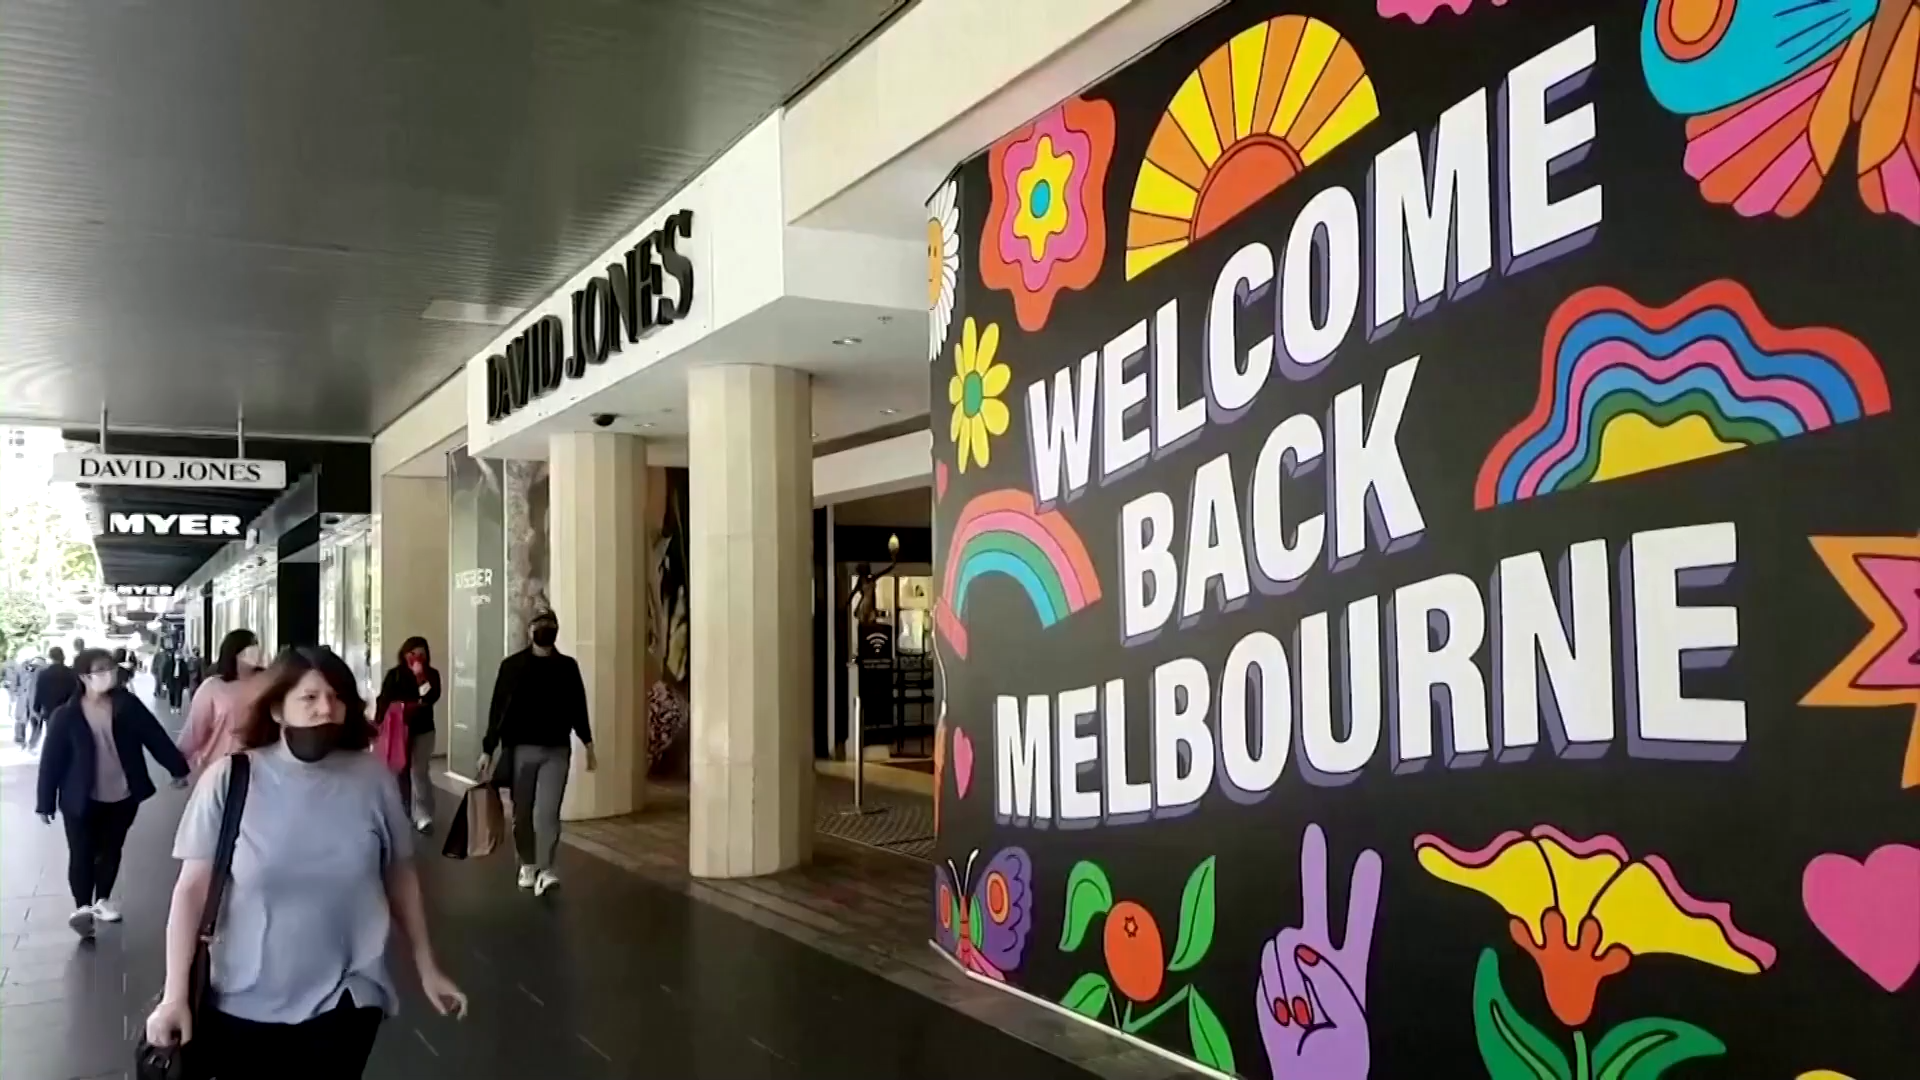 DAVID JONES
WELCOME
BACK
MELBOURNE
DAVID JONES
MYER
MYER